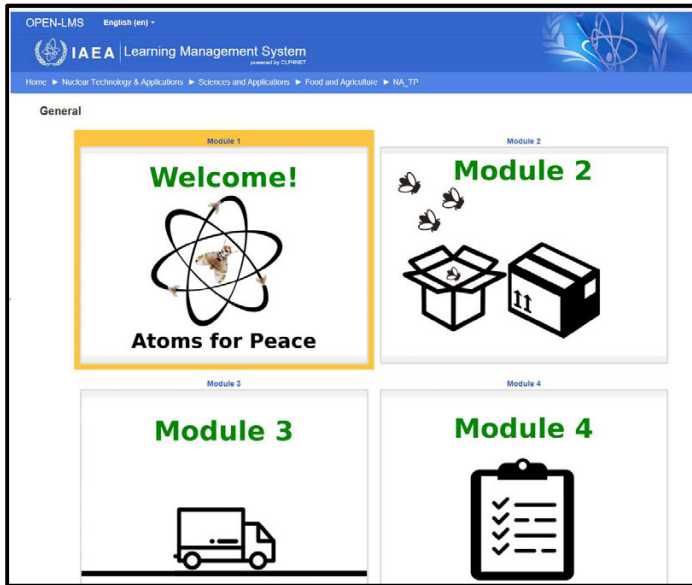 OPEN-LMS English (en)
IAEA Learning Management System
powered by CLP4NET
Home ► Nuclear Technology & Applications ► Sciences and Applications ► Food and Agriculture ► NA_TP
General
Module 1
Module 2
Welcome!
Module 2
Atoms for Peace
Module 3
Module 4
Module 3
Module 4